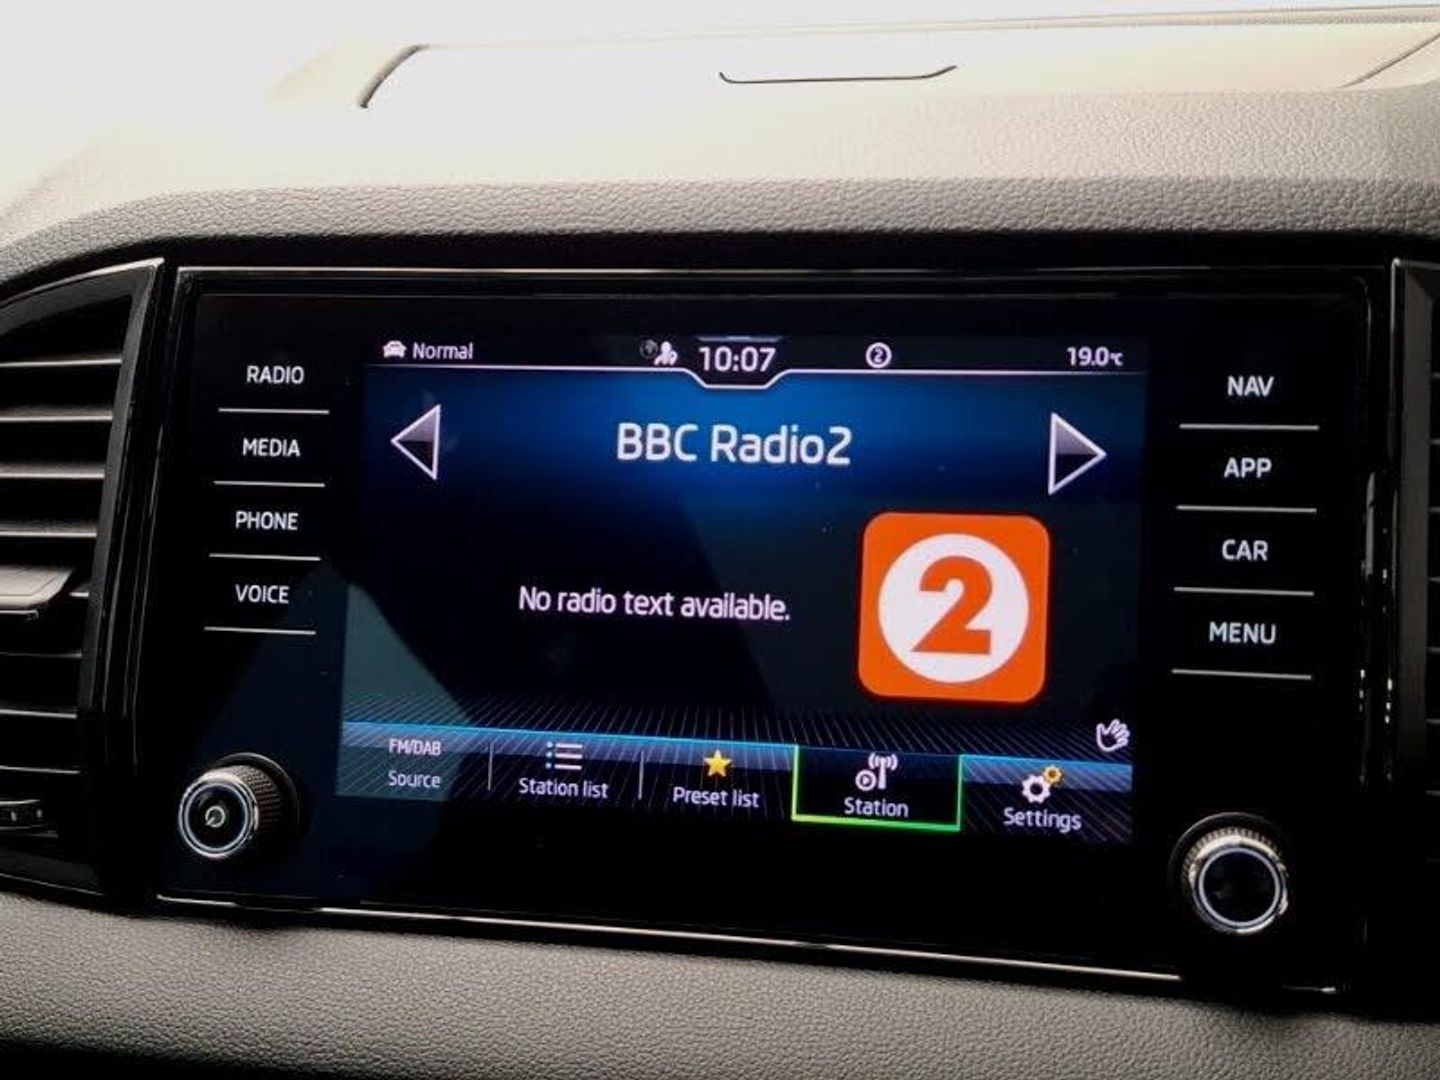 Normal
10:07
2
19.0°C
RADIO
MEDIA
PHONE
VOICE
BBC Radio2
No radio text available.
2
NAV
APP
CAR
MENU
FM/DAB
Source
Station list
Preset list
Station
Settings